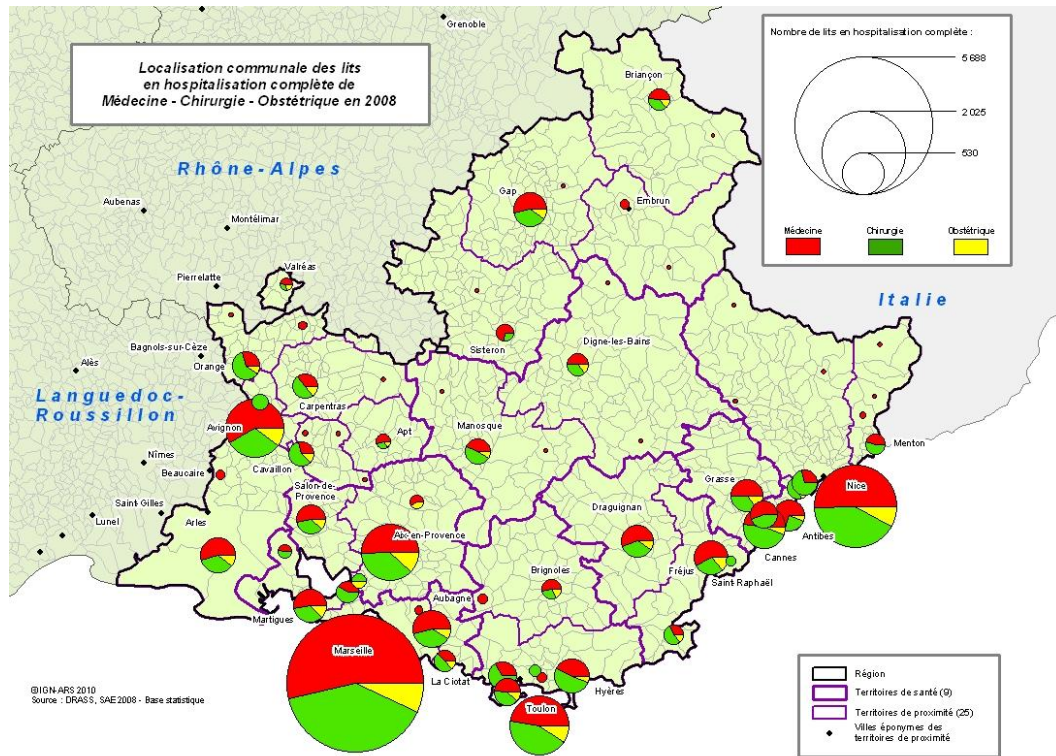 Grenoble
Localisation communale des lits
en hospitalisation complète de
Médecine - Chirurgie - Obstétrique en 2008
Nombre de lits en hospitalisation complète :
5 688
2 025
530
Médecine
Chirurgie
Obstétrique
Briançon
Rhône-Alpes
Gap
Embrun
Aubenas
Montélimar
Valréas
Pierrelatte
Italie
Sisteron
Digne-les-Bains
Bagnols-sur-Cèze
Orange
Alès
Languedoc-
Roussillon
Carpentras
Avignon
Apt
Manosque
Menton
Nîmes
Cavaillon
Beaucaire
Grasse
Nice
Salon-de-
Provence
Saint-Gilles
Lunel
Arles
Aix-en-Provence
Draguignan
Antibes
Cannes
Fréjus
Saint-Raphaël
Brignoles
Aubagne
Martigues
Marseille
La Ciotat
Hyères
Toulon
©IGN-ARS 2010
Source : DRASS, SAE2008 - Base statistique
Région
Territoires de santé (9)
Territoires de proximité (25)
Villes éponymes des
territoires de proximité